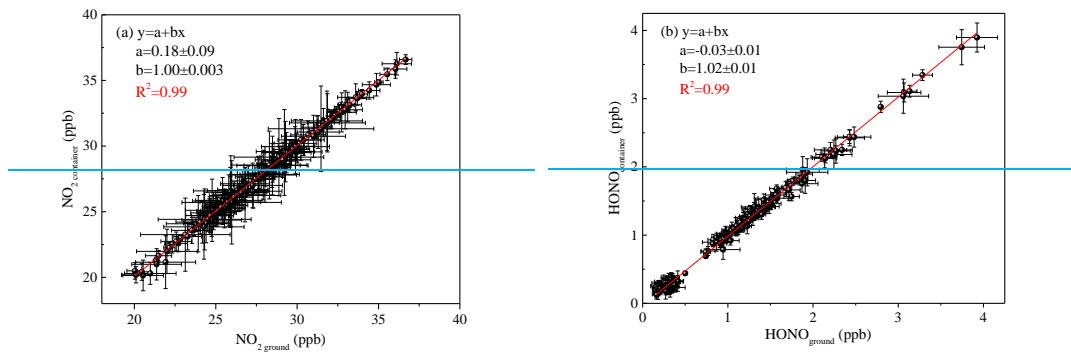 (a) y=a+bx
a=0.18±0.09
b=1.00±0.003
R²=0.99
NO₂ container (ppb)
40
35
30
25
20
20 25 30 35 40
NO₂ ground (ppb)
(b) y=a+bx
a=-0.03±0.01
b=1.02±0.01
R²=0.99
HONOcontainer (ppb)
4
3
2
1
0
0 1 2 3 4
HONOground (ppb)